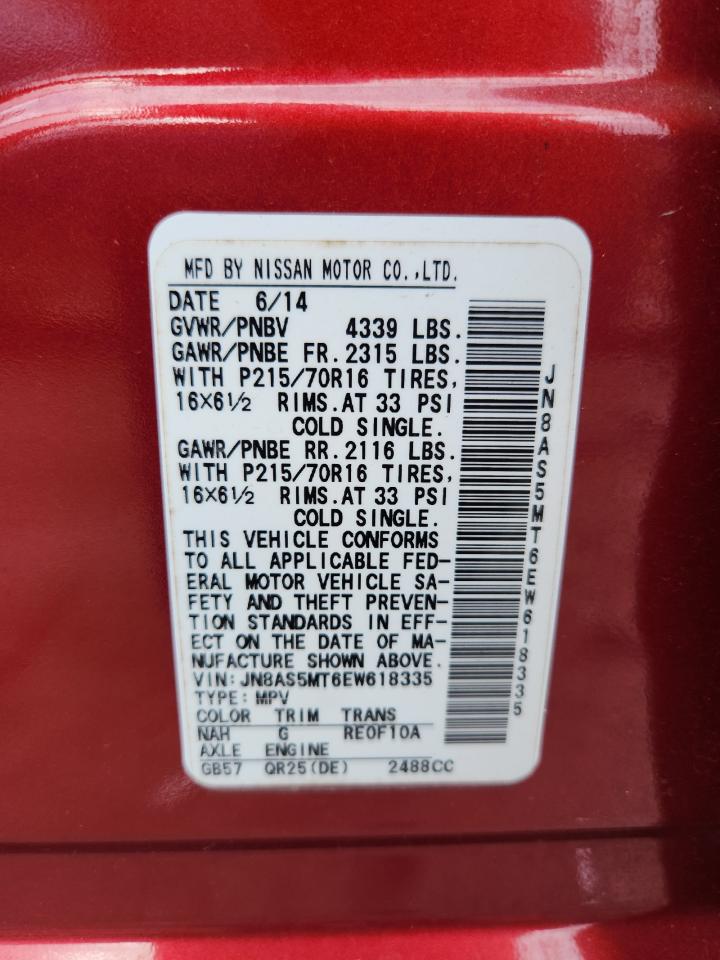 MFD BY NISSAN MOTOR CO.,LTD.
DATE 6/14
GVWR/PNBV 4339 LBS.
GAWR/PNBE FR. 2315 LBS.
WITH P215/70R16 TIRES,
16X6½ RIMS.AT 33 PSI
COLD SINGLE.
GAWR/PNBE RR. 2116 LBS.
WITH P215/70R16 TIRES,
16X6½ RIMS.AT 33 PSI
COLD SINGLE.
THIS VEHICLE CONFORMS
TO ALL APPLICABLE FED-
ERAL MOTOR VEHICLE SA-
FETY AND THEFT PREVEN-
TION STANDARDS IN EFF-
ECT ON THE DATE OF MA-
NUFACTURE SHOWN ABOVE.
VIN:JN8AS5MT6EW618335
TYPE: MPV
COLOR TRIM TRANS
NAH G RE0F10A
AXLE ENGINE
GB57 QR25(DE) 2488CC
JN8AS5MT6EW618335